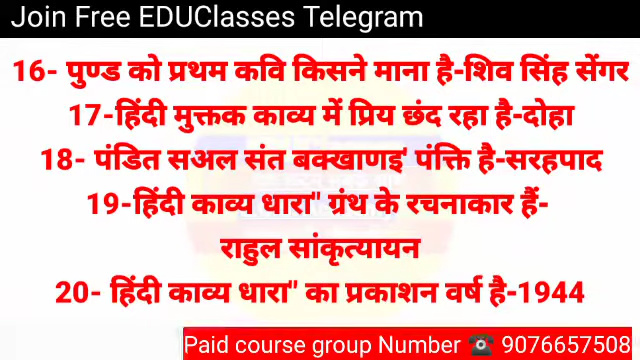 Join Free EDUClasses Telegram
16- पुण्ड को प्रथम कवि किसने माना है-शिव सिंह सेंगर
17-हिंदी मुक्तक काव्य में प्रिय छंद रहा है-दोहा
18- पंडित सअल संत बक्खाणइ' पंक्ति है-सरहपाद
19-हिंदी काव्य धारा" ग्रंथ के रचनाकार हैं-
राहुल सांकृत्यायन
20- हिंदी काव्य धारा" का प्रकाशन वर्ष है-1944
Paid course group Number ☎ 9076657508